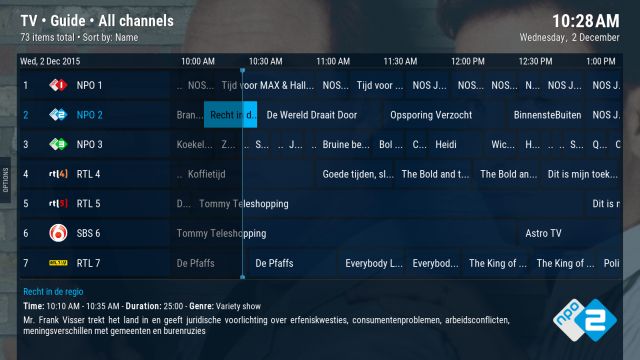 TV • Guide • All channels
10:28 AM
73 items total • Sort by: Name
Wednesday, 2 December
Wed, 2 Dec 2015 10:00 AM 10:30 AM 11:00 AM 11:30 AM 12:00 PM 12:30 PM 1:00 PM
1 NPO 1 .. NOS... Tijd voor MAX & Hall... NOS... Tijd voor ... NOS J... NOS J... NOS J... NOS J...
2 NPO 2 Bran... Recht in d... De Wereld Draait Door Opsporing Verzocht BinnensteBuiten NOS J...
3 NPO 3 Koekel... Z... .. S... J... .. Bruine be... Bol ... C... Heidi Wic... H... .. .. S... Q... C
4 RTL 4 .. Koffietijd Goede tijden, sl... The Bold and t... The Bold an... Dit is mijn toek...
5 RTL 5 D... Tommy Teleshopping Dit is n
6 SBS 6 Tommy Teleshopping Astro TV
7 RTL 7 De Pfaffs De Pfaffs Everybody L... Everybod... The King of ... The King of ... Poli
OPTIONS
Recht in de regio
Time: 10:10 AM - 10:35 AM • Duration: 25:00 • Genre: Variety show
Mr. Frank Visser trekt het land in en geeft juridische voorlichting over erfeniskwesties, consumentenproblemen, arbeidsconflicten,
meningsverschillen met gemeenten en burenruzies
npo 2